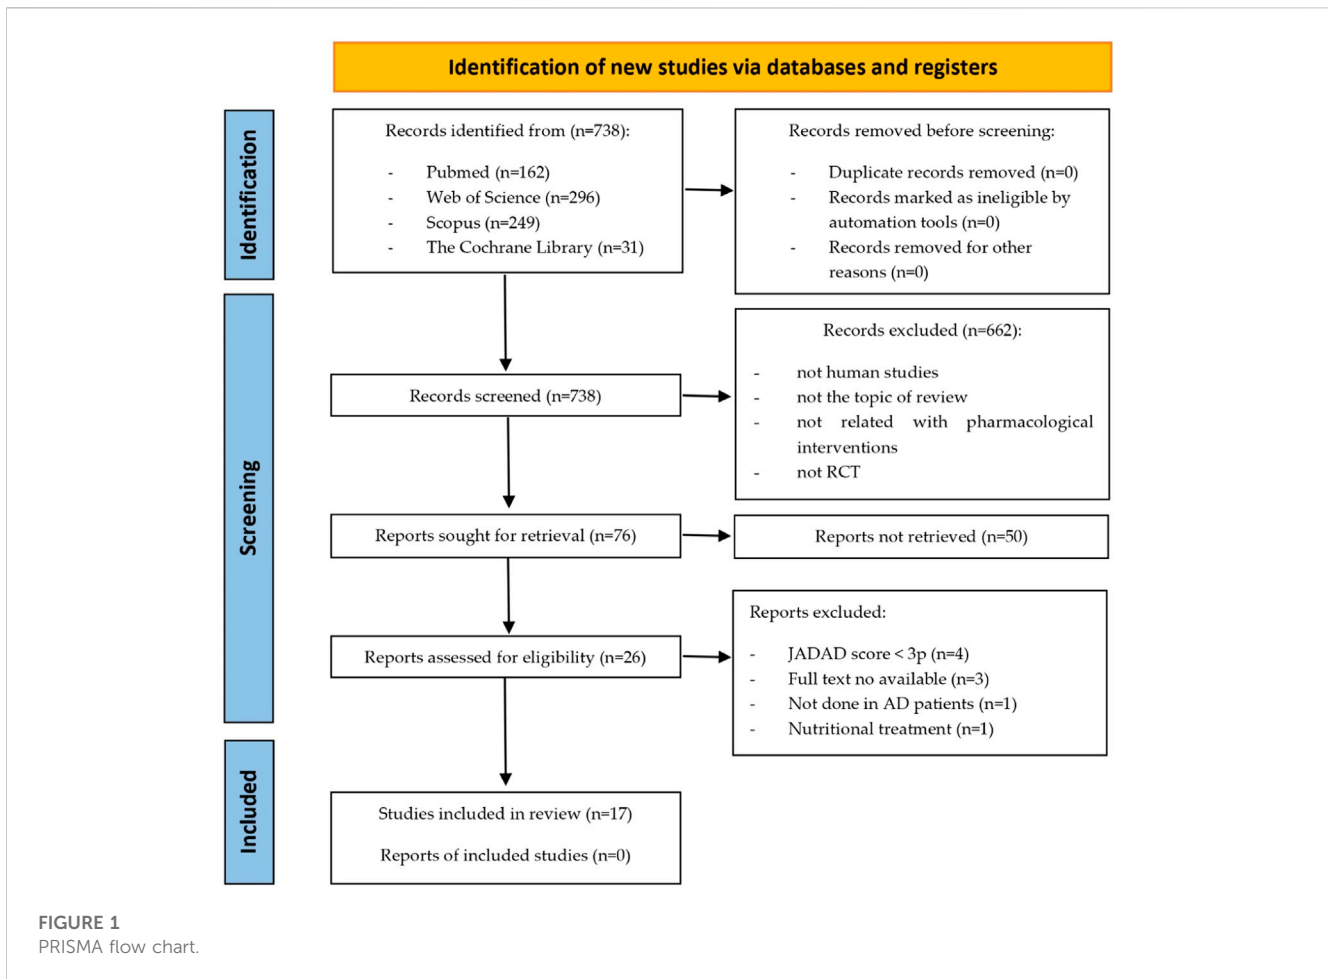 Identification of new studies via databases and registers
Identification
Records identified from (n=738):
- Pubmed (n=162)
- Web of Science (n=296)
- Scopus (n=249)
- The Cochrane Library (n=31)
Records removed before screening:
- Duplicate records removed (n=0)
- Records marked as ineligible by
automation tools (n=0)
- Records removed for other
reasons (n=0)
Screening
Records screened (n=738)
Records excluded (n=662):
- not human studies
- not the topic of review
- not related with pharmacological
interventions
- not RCT
Reports sought for retrieval (n=76)
Reports not retrieved (n=50)
Reports assessed for eligibility (n=26)
Reports excluded:
- JADAD score < 3p (n=4)
- Full text no available (n=3)
- Not done in AD patients (n=1)
- Nutritional treatment (n=1)
Included
Studies included in review (n=17)
Reports of included studies (n=0)
FIGURE 1
PRISMA flow chart.